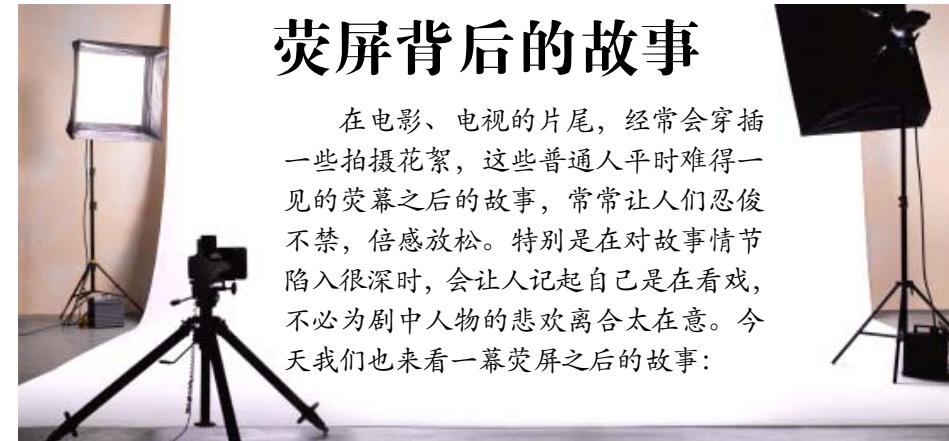 荧屏背后的故事
在电影、电视的片尾，经常会穿插
一些拍摄花絮，这些普通人平时难得一
见的荧幕之后的故事，常常让人们忍俊
不禁，倍感放松。特别是在对故事情节
陷入很深时，会让人记起自己是在看戏，
不必为剧中人物的悲欢离合太在意。今
天我们也来看一幕荧屏之后的故事：